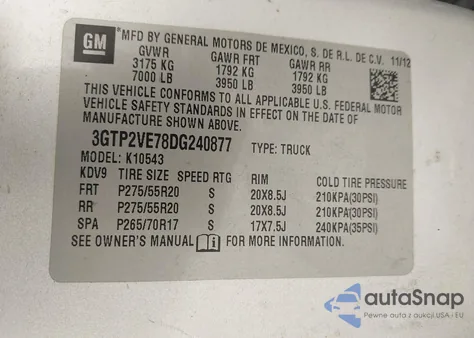 GM *MFD BY GENERAL MOTORS DE MEXICO, S. DE R.L. DE C.V. 11/12
GVWR GAWR FRT GAWR RR
3175 KG 1792 KG 1792 KG
7000 LB 3950 LB 3950 LB
THIS VEHICLE CONFORMS TO ALL APPLICABLE U.S. FEDERAL MOTOR
VEHICLE SAFETY STANDARDS IN EFFECT ON THE DATE OF
MANUFACTURE SHOWN ABOVE.
3GTP2VE78DG240877 TYPE: TRUCK
MODEL: K10543
KDV9 TIRE SIZE SPEED RTG RIM COLD TIRE PRESSURE
FRT P275/55R20 S 20X8.5J 210KPA(30PSI)
RR P275/55R20 S 20X8.5J 210KPA(30PSI)
SPA P265/70R17 S 17X7.5J 240KPA(35PSI)
SEE OWNER'S MANUAL i FOR MORE INFORMATION.
autoSnap
Pewne auta z aukcji USA i EU